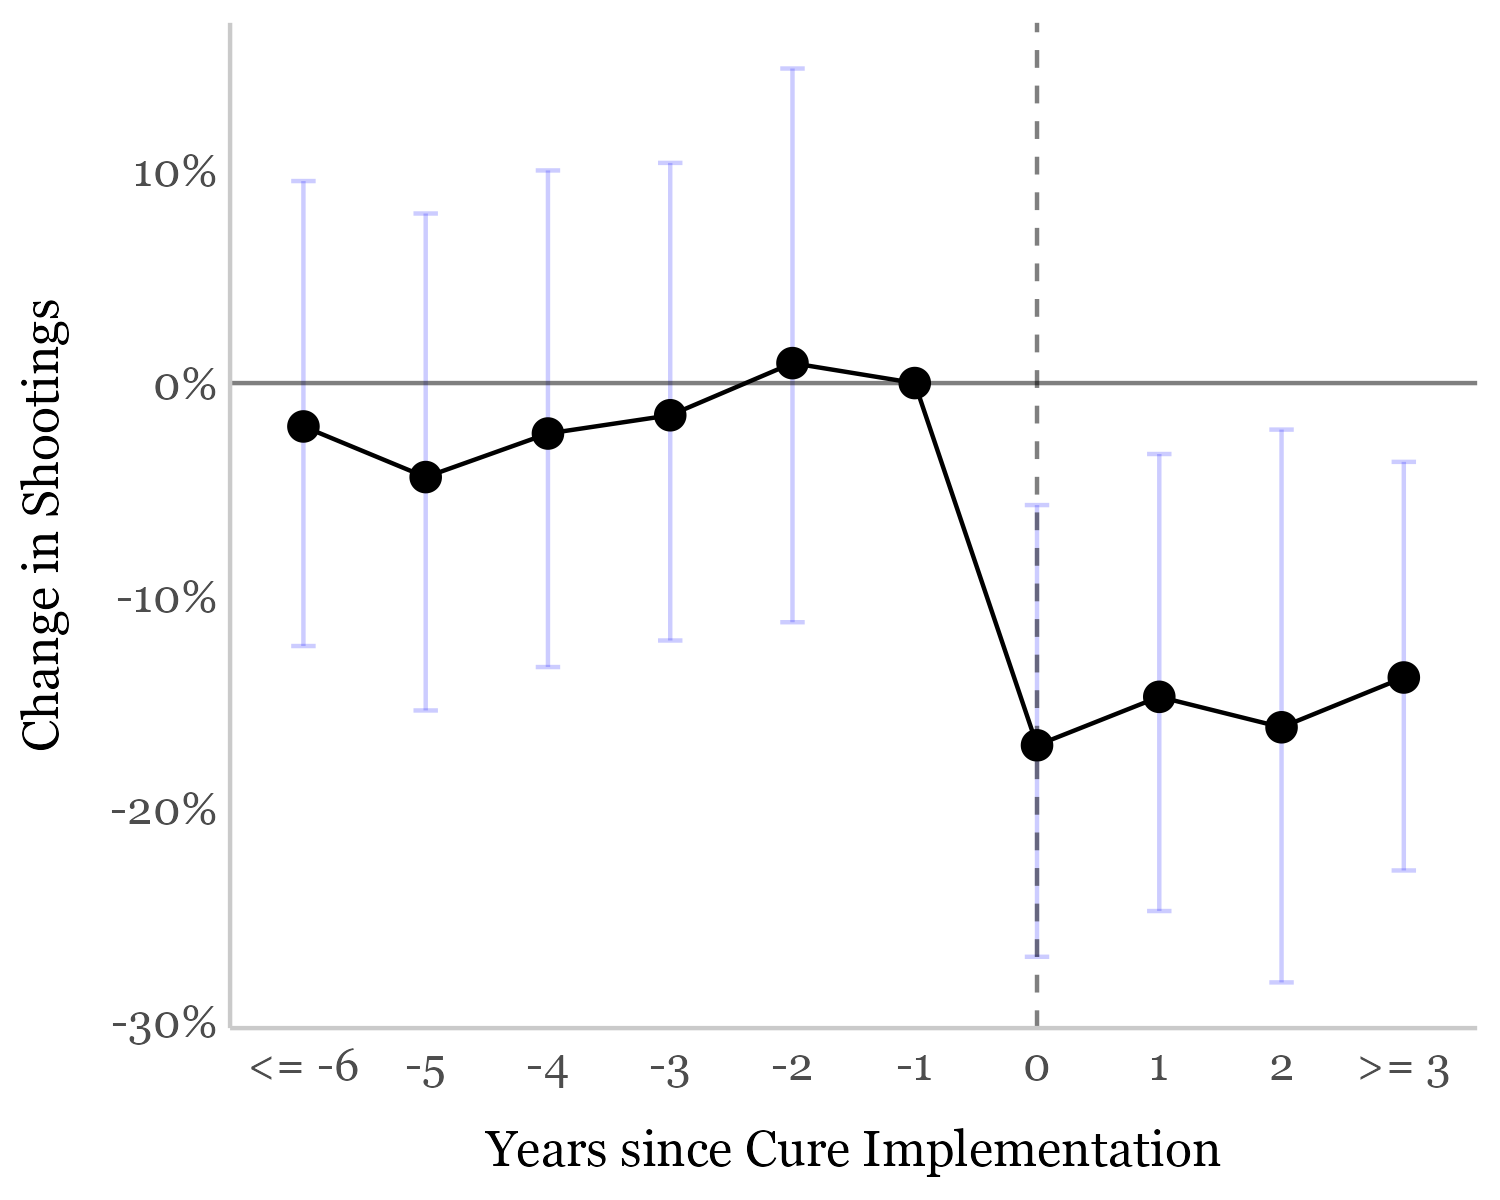 Change in Shootings
10%
0%
-10%
-20%
-30%
<= -6 -5 -4 -3 -2 -1 0 1 2 >= 3
Years since Cure Implementation